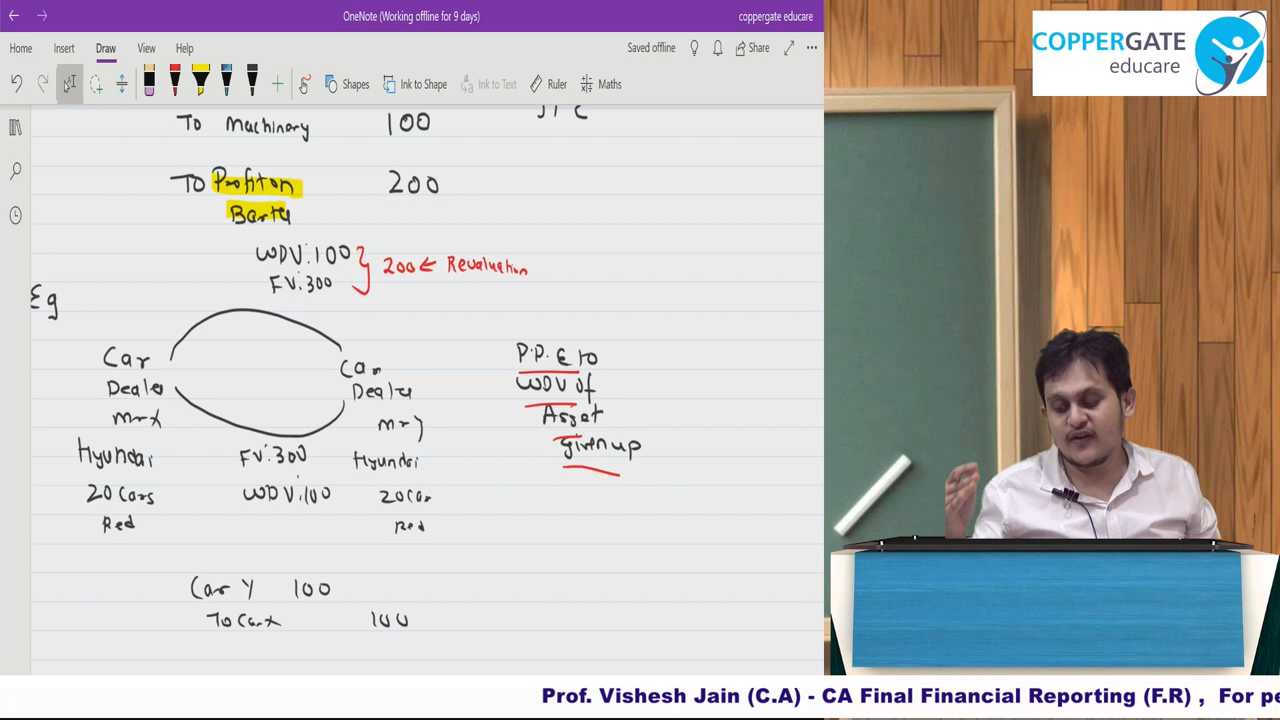 OneNote (Working offline for 9 days)
coppergate educare
Home Insert Draw View Help
Saved offline
Share
Shapes
Ink to Shape
Ink to Text
Ruler
Maths
COPPERGATE
educare
To Machinery 100
To Profit on 200
Barter
WDV:100
FV:300
200 ← Revaluation
Eg
Car
Dealer
Mr X
Hyundai
20 Cars
Red
FV:300
WDV:100
Car
Dealer
Mr Y
Hyundai
20 Car
Red
P.P.E to
WDV of
Asset
given up
Car Y 100
To Car X 100
Prof. Vishesh Jain (C.A) - CA Final Financial Reporting (F.R) , For pe